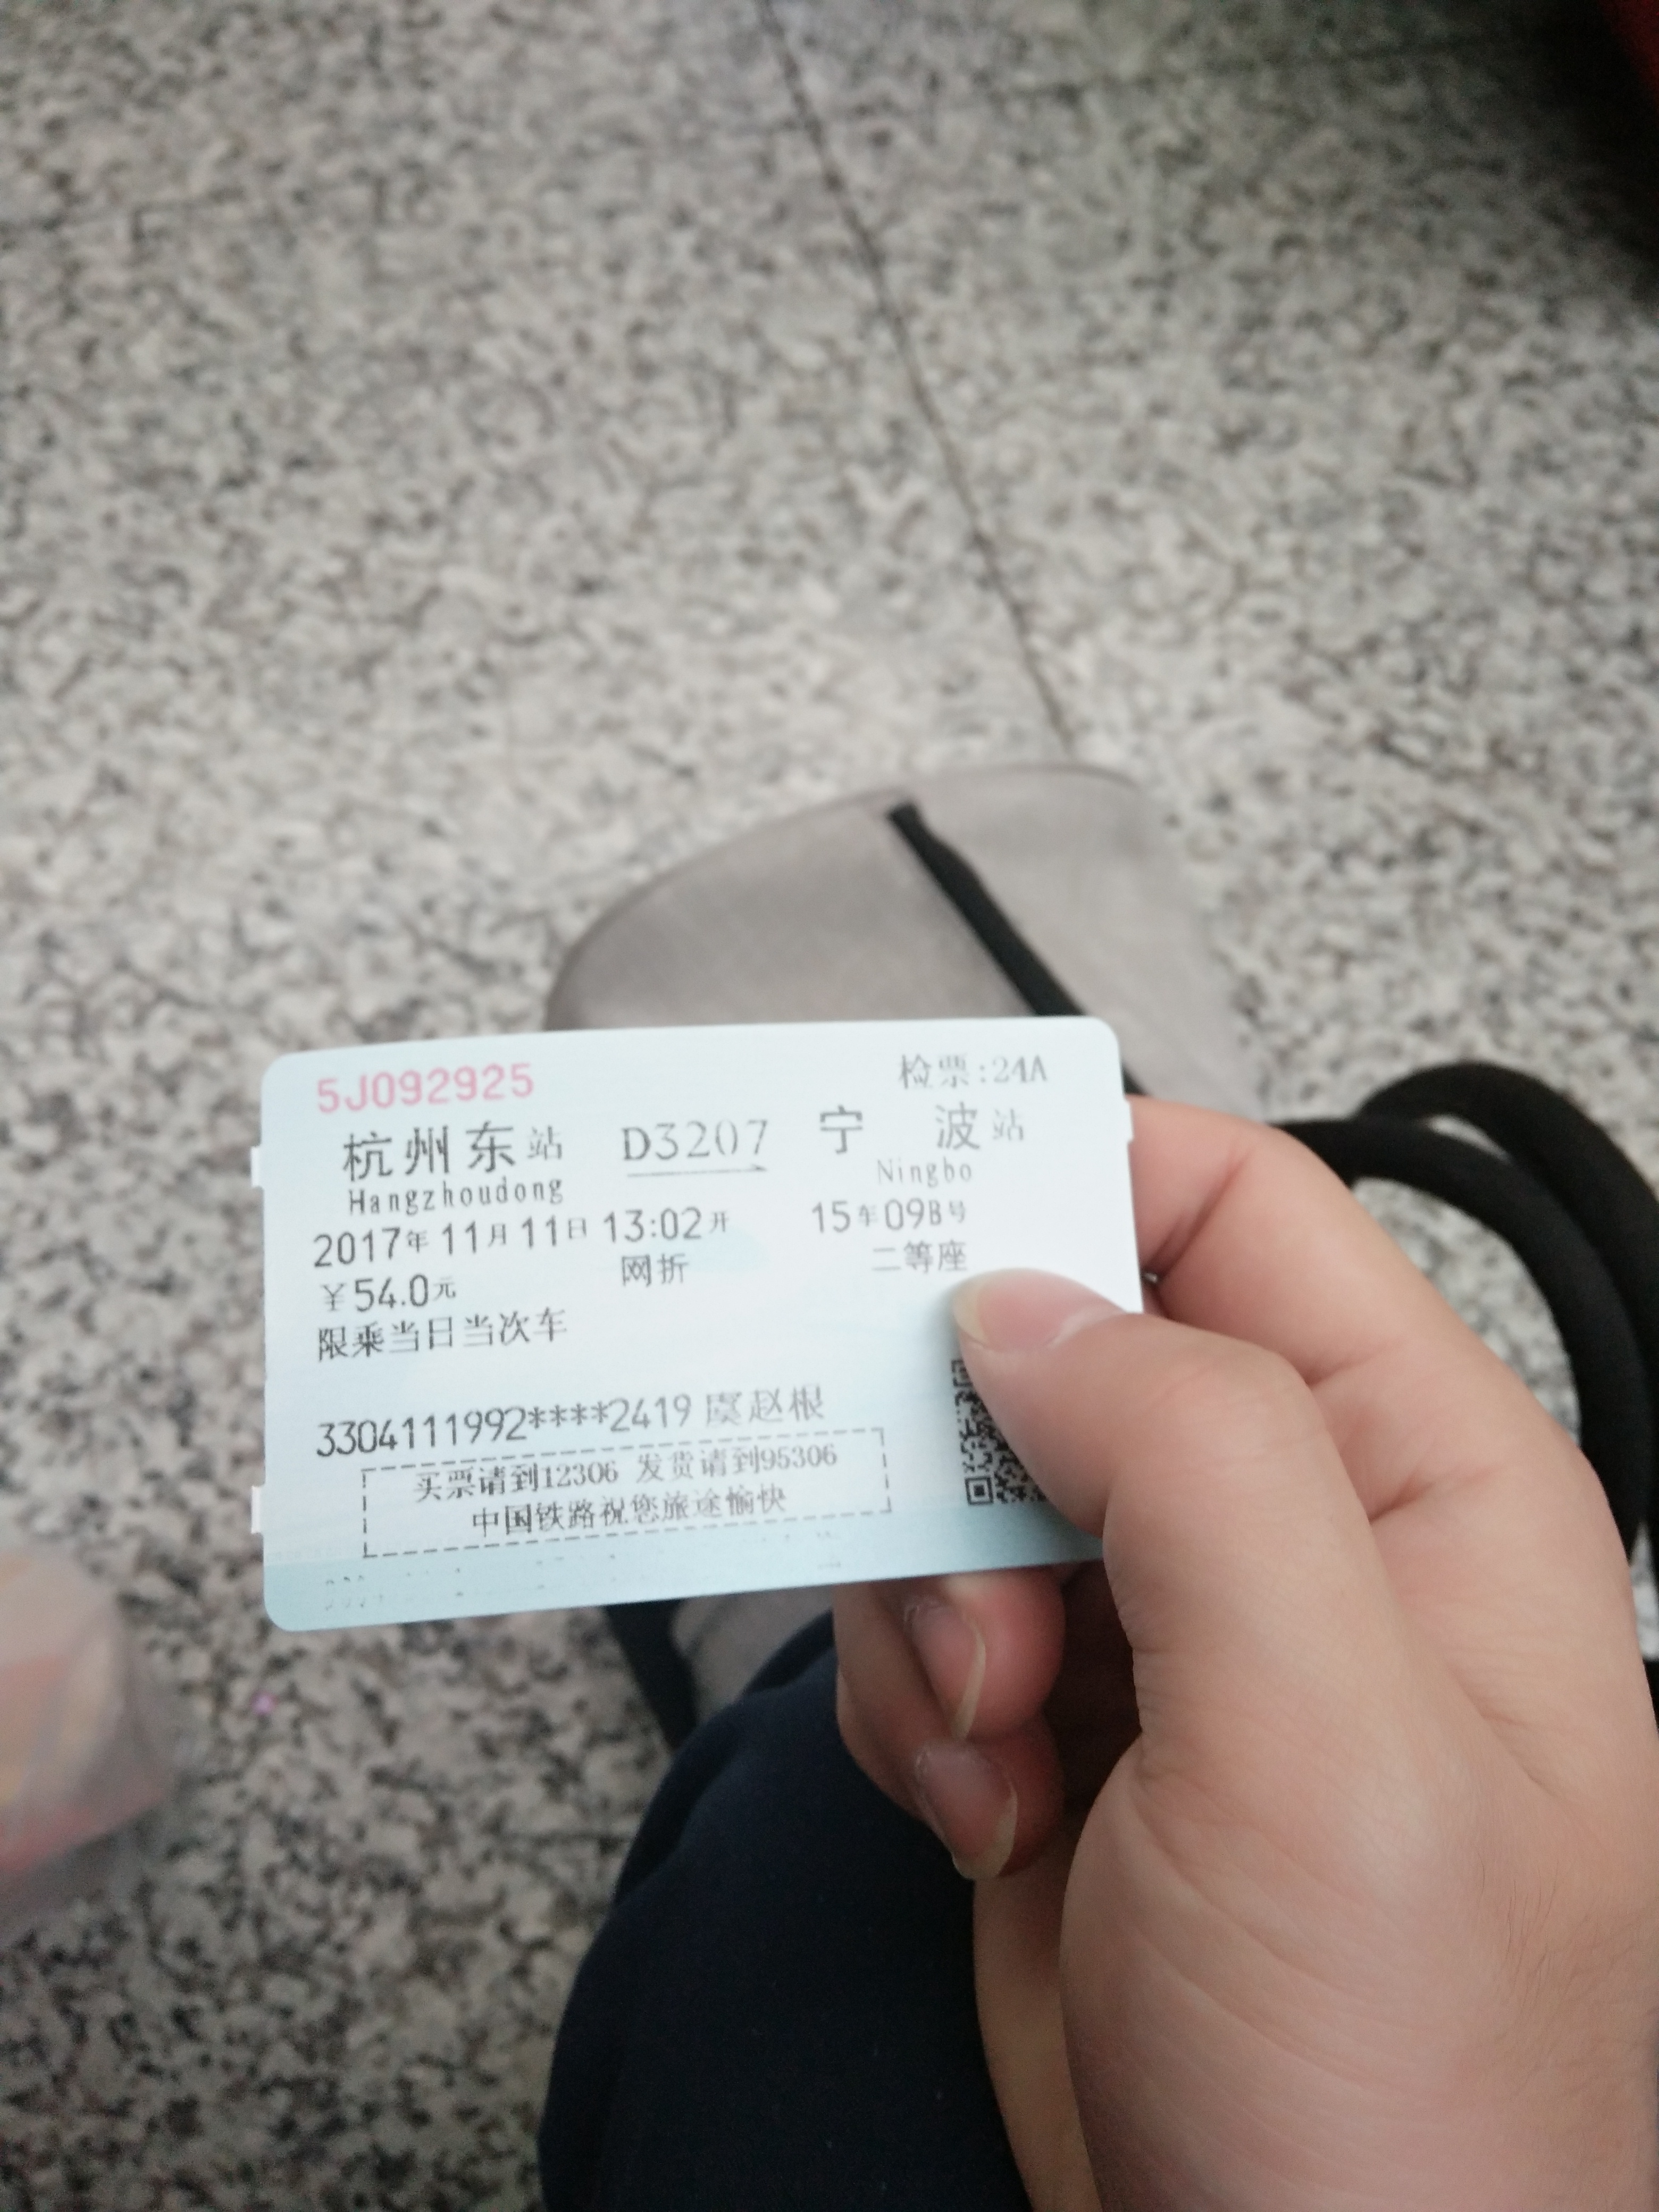 5J092925 检票:24A
杭州东站 D3207 宁波站
Hangzhoudong Ningbo
2017年11月11日 13:02开 15车09B号
￥54.0元 网折 二等座
限乘当日当次车
3304111992****2419 虞赵根
买票请到12306 发货请到95306
中国铁路祝您旅途愉快